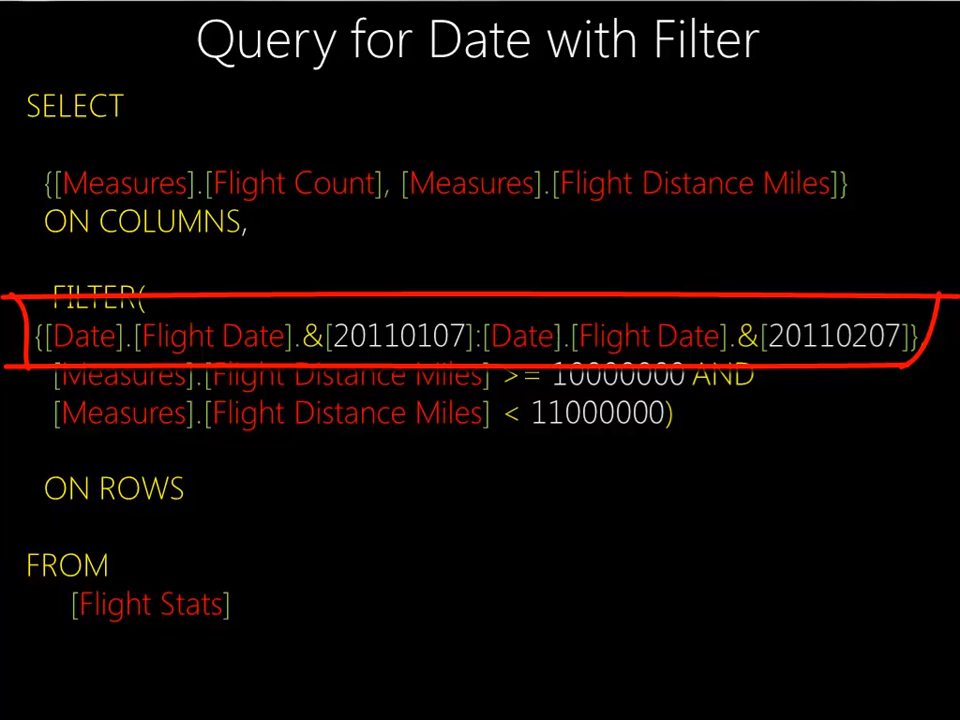 Query for Date with Filter
SELECT
{[Measures].[Flight Count], [Measures].[Flight Distance Miles]}
ON COLUMNS,
FILTER(
{[Date].[Flight Date].&[20110107]:[Date].[Flight Date].&[20110207]}
[Measures].[Flight Distance Miles] >= 10000000 AND
[Measures].[Flight Distance Miles] < 11000000)
ON ROWS
FROM
[Flight Stats]